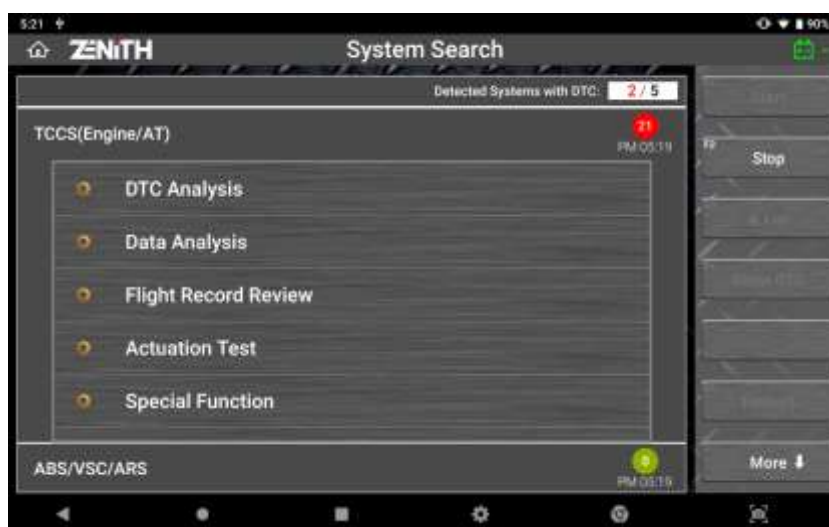 5:21
90%
ZENITH
System Search
Detected Systems with DTC: 2 / 5
TCCS(Engine/AT)
21
PM 05:19
DTC Analysis
Data Analysis
Flight Record Review
Actuation Test
Special Function
ABS/VSC/ARS
0
PM 05:19
Start
Stop
More